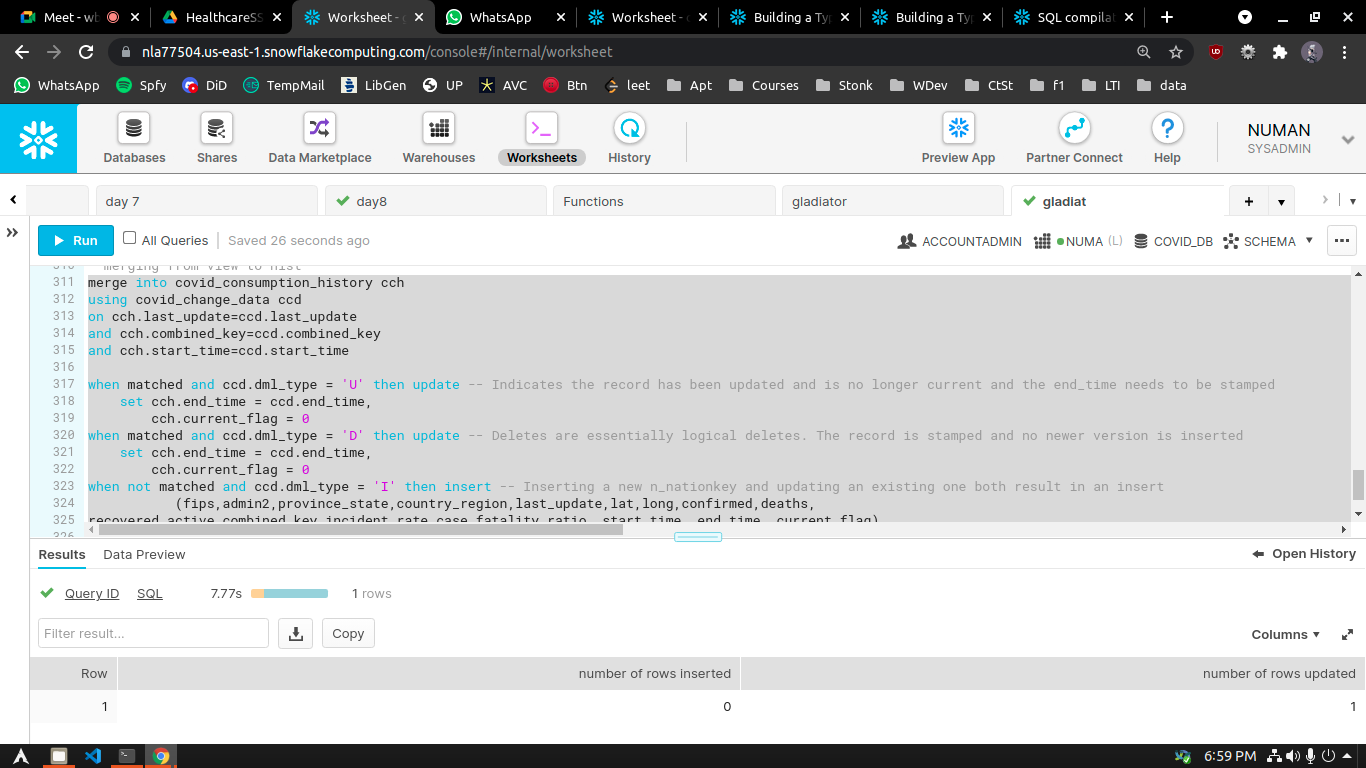 Meet - wb
HealthcareSS
Worksheet - g
WhatsApp
Worksheet - c
Building a Typ
Building a Typ
SQL compilat
nla77504.us-east-1.snowflakecomputing.com/console#/internal/worksheet
WhatsApp Spfy DiD TempMail LibGen UP AVC Btn leet Apt Courses Stonk WDev CtSt f1 LTI data
Databases Shares Data Marketplace Warehouses Worksheets History Preview App Partner Connect Help
NUMAN
SYSADMIN
day 7 day8 Functions gladiator gladiat
Run All Queries Saved 26 seconds ago ACCOUNTADMIN NUMA (L) COVID_DB SCHEMA
310 merging from view to hist
311 merge into covid_consumption_history cch
312 using covid_change_data ccd
313 on cch.last_update=ccd.last_update
314 and cch.combined_key=ccd.combined_key
315 and cch.start_time=ccd.start_time
316
317 when matched and ccd.dml_type = 'U' then update -- Indicates the record has been updated and is no longer current and the end_time needs to be stamped
318 set cch.end_time = ccd.end_time,
319 cch.current_flag = 0
320 when matched and ccd.dml_type = 'D' then update -- Deletes are essentially logical deletes. The record is stamped and no newer version is inserted
321 set cch.end_time = ccd.end_time,
322 cch.current_flag = 0
323 when not matched and ccd.dml_type = 'I' then insert -- Inserting a new n_nationkey and updating an existing one both result in an insert
324 (fips,admin2,province_state,country_region,last_update,lat,long,confirmed,deaths,
325 recovered,active,combined_key,incident_rate,case_fatality_ratio, start_time, end_time, current_flag)
326
Results Data Preview Open History
Query ID SQL 7.77s 1 rows
Filter result... Copy Columns
Row number of rows inserted number of rows updated
1 0 1
6:59 PM